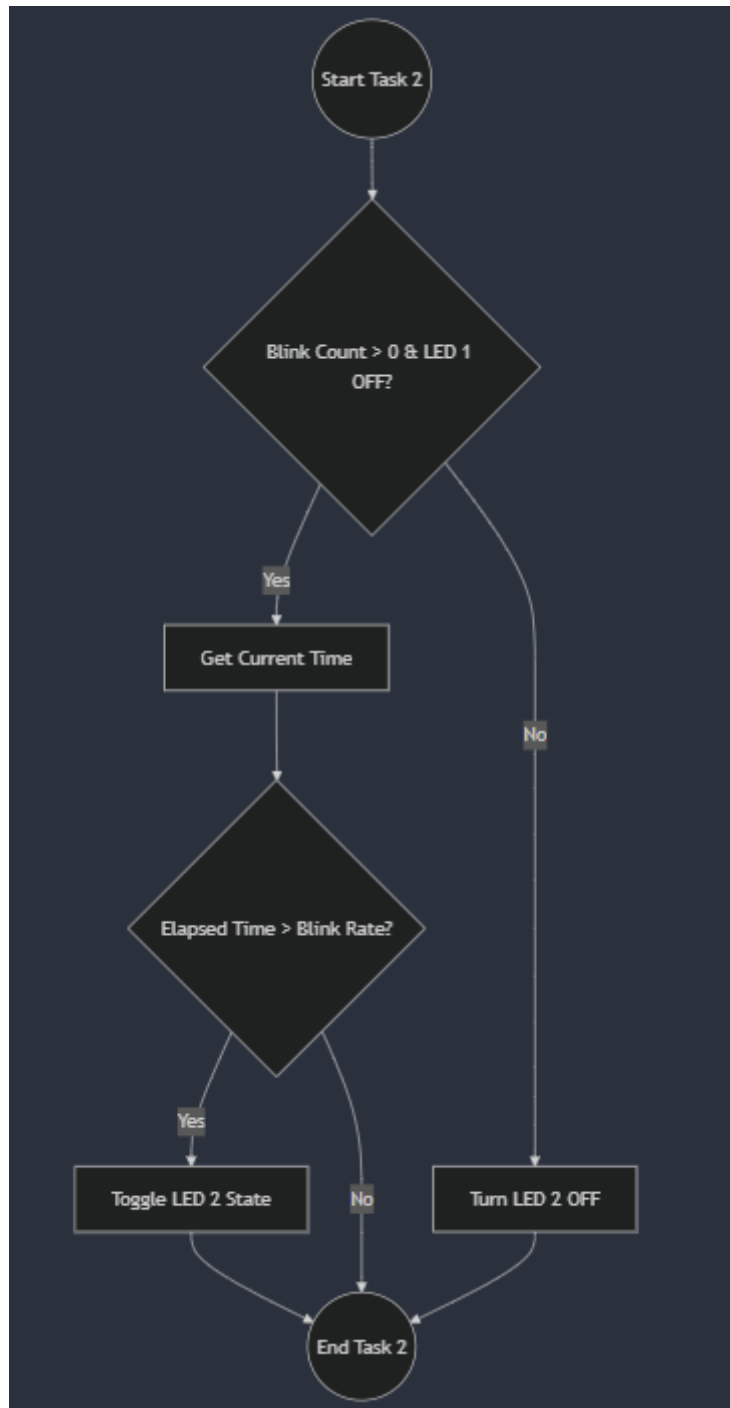 Start Task 2
Blink Count > 0 & LED 1
OFF?
Yes
Get Current Time
No
Elapsed Time > Blink Rate?
Yes
Toggle LED 2 State
No
Turn LED 2 OFF
End Task 2